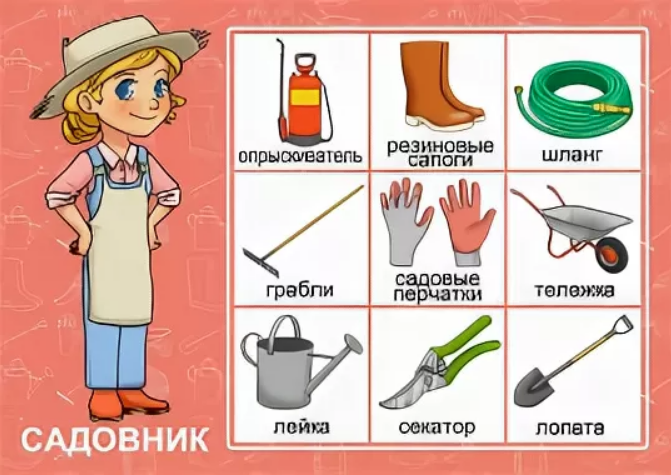 опрыскиватель
резиновые
сапоги
шланг
грабли
садовые
перчатки
тележка
лейка
секатор
лопата
САДОВНИК